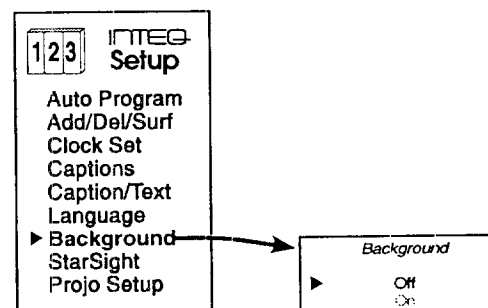 123
INTEQ
Setup
Auto Program
Add/Del/Surf
Clock Set
Captions
Caption/Text
Language
▶ Background
StarSight
Projo Setup
Background
▶ Off
On